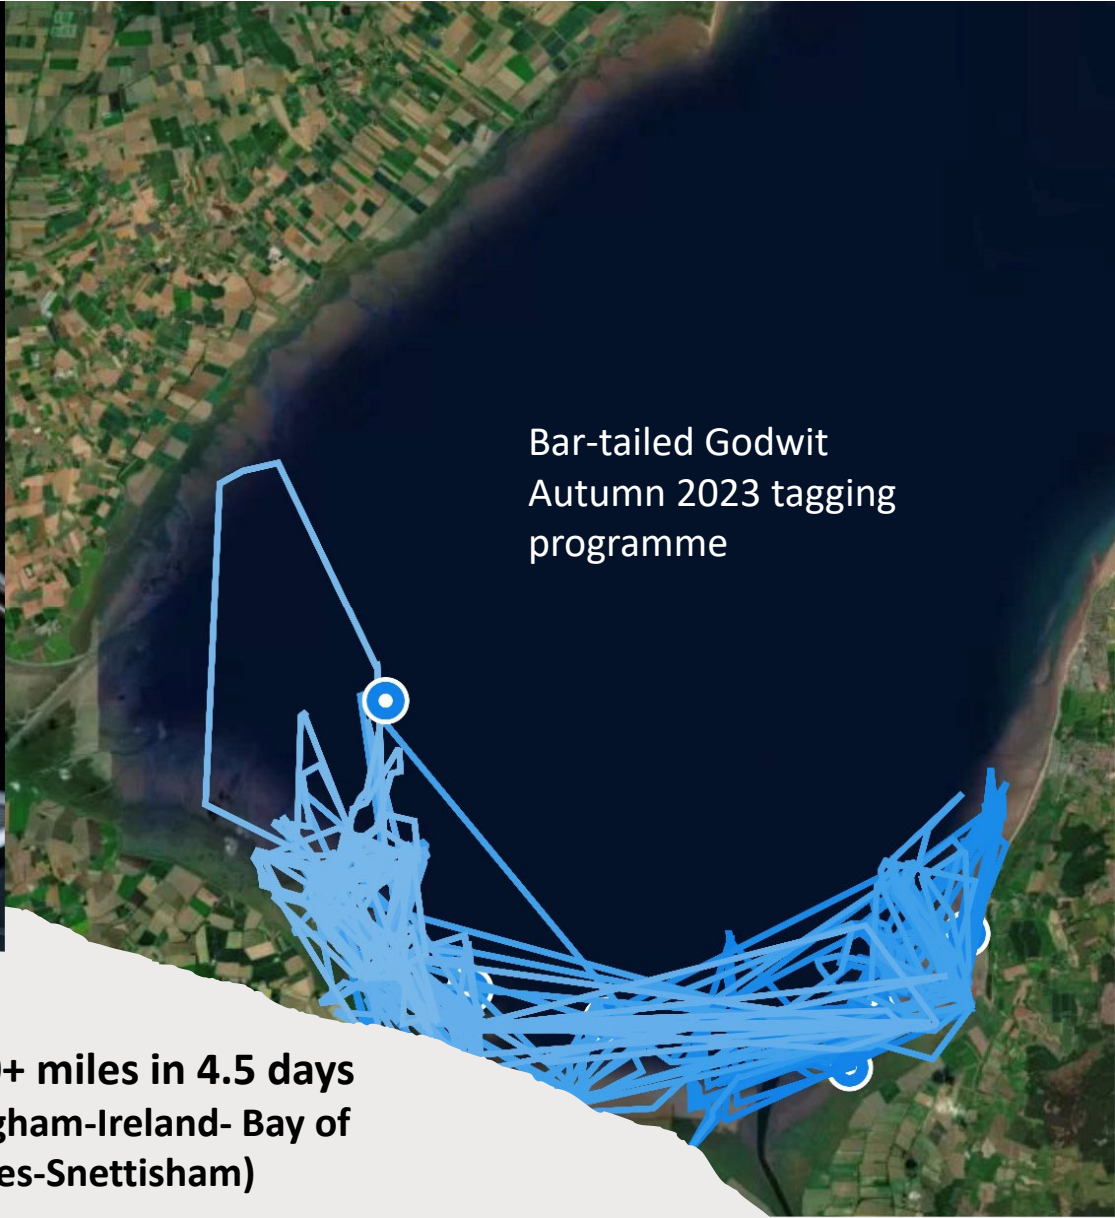 Bar-tailed Godwit
Autumn 2023 tagging
programme
+ miles in 4.5 days
gham-Ireland- Bay of
es-Snettisham)